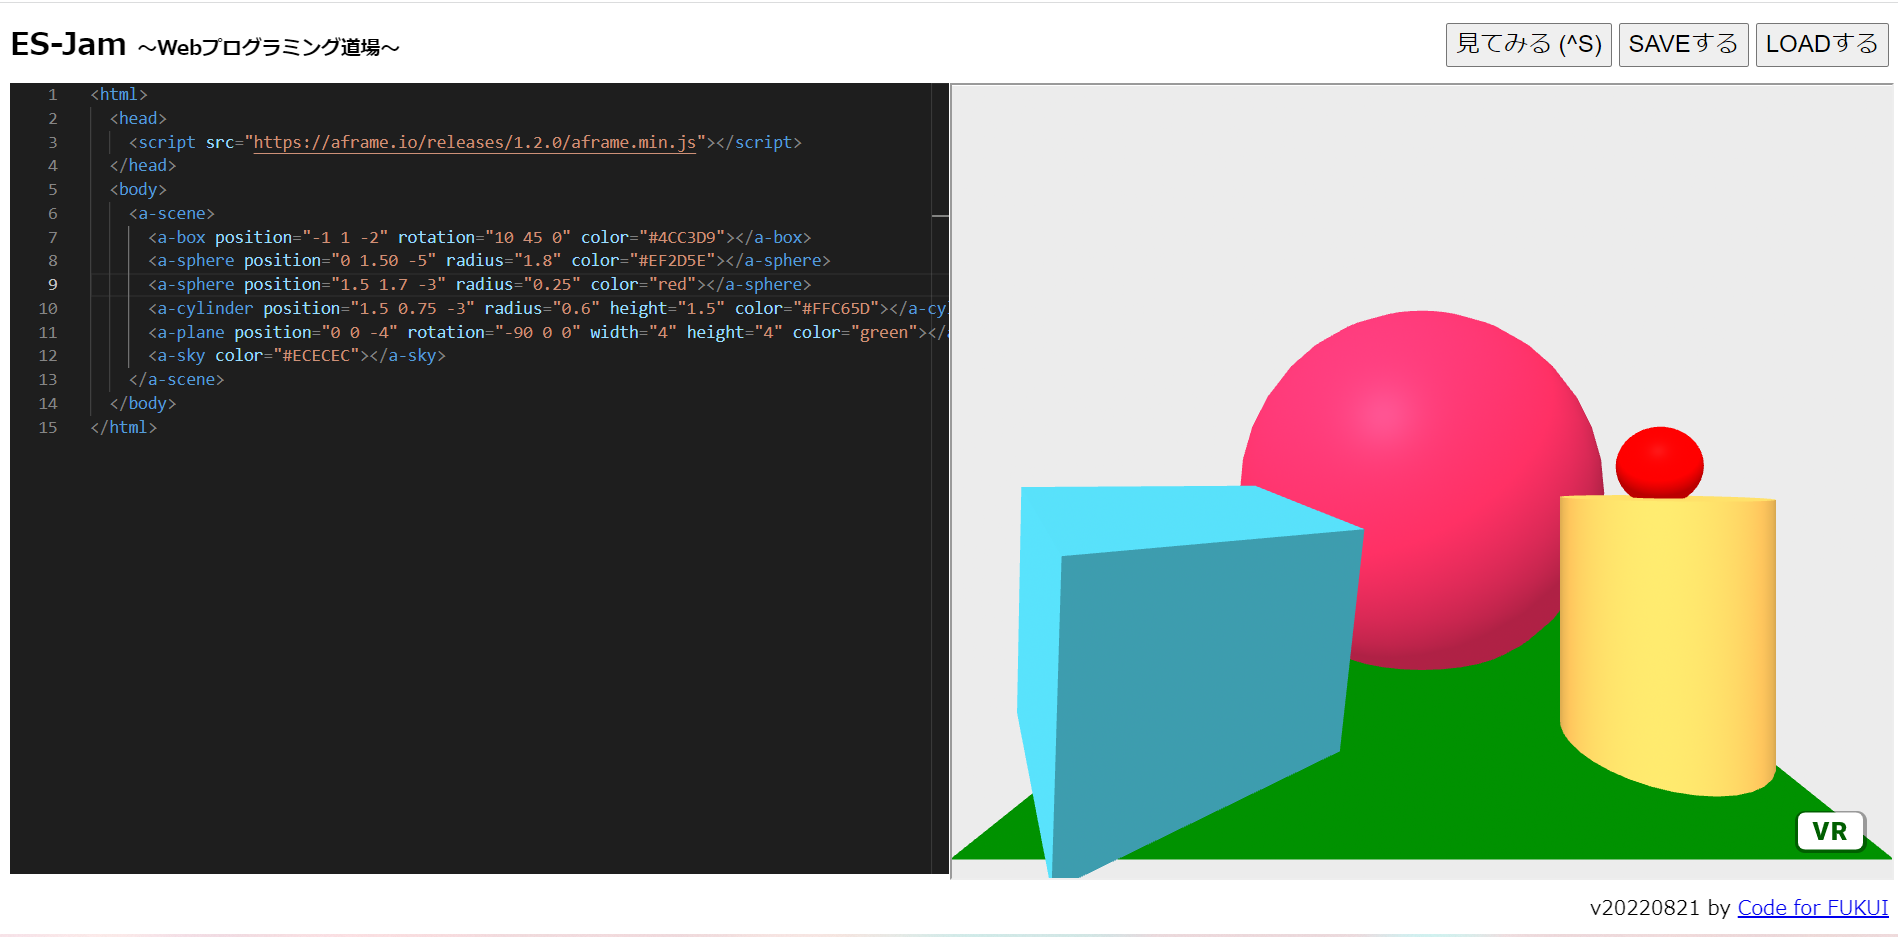 ES-Jam ～Webプログラミング道場～
見てみる (^S) SAVEする LOADする
1 <html>
2 <head>
3 <script src="https://aframe.io/releases/1.2.0/aframe.min.js"></script>
4 </head>
5 <body>
6 <a-scene>
7 <a-box position="-1 1 -2" rotation="10 45 0" color="#4CC3D9"></a-box>
8 <a-sphere position="0 1.50 -5" radius="1.8" color="#EF2D5E"></a-sphere>
9 <a-sphere position="1.5 1.7 -3" radius="0.25" color="red"></a-sphere>
10 <a-cylinder position="1.5 0.75 -3" radius="0.6" height="1.5" color="#FFC65D"></a-cy
11 <a-plane position="0 0 -4" rotation="-90 0 0" width="4" height="4" color="green"></
12 <a-sky color="#ECECEC"></a-sky>
13 </a-scene>
14 </body>
15 </html>
VR
v20220821 by Code for FUKUI